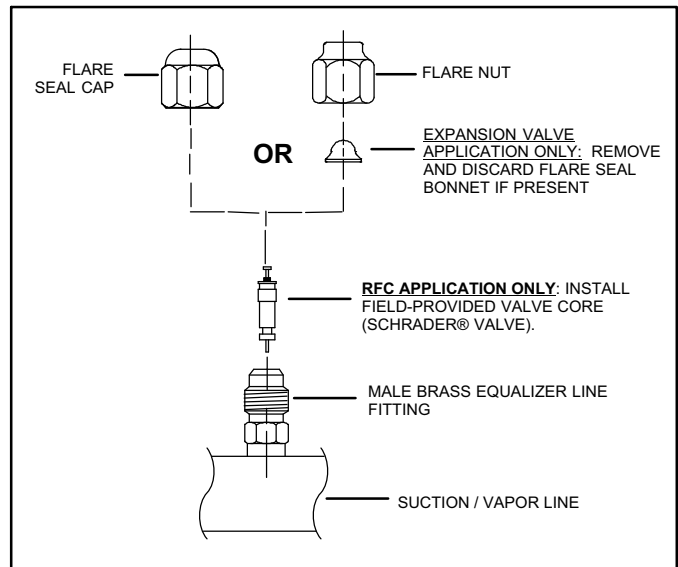 FLARE
SEAL CAP
FLARE NUT
OR
EXPANSION VALVE
APPLICATION ONLY: REMOVE
AND DISCARD FLARE SEAL
BONNET IF PRESENT
RFC APPLICATION ONLY: INSTALL
FIELD-PROVIDED VALVE CORE
(SCHRADER® VALVE).
MALE BRASS EQUALIZER LINE
FITTING
SUCTION / VAPOR LINE